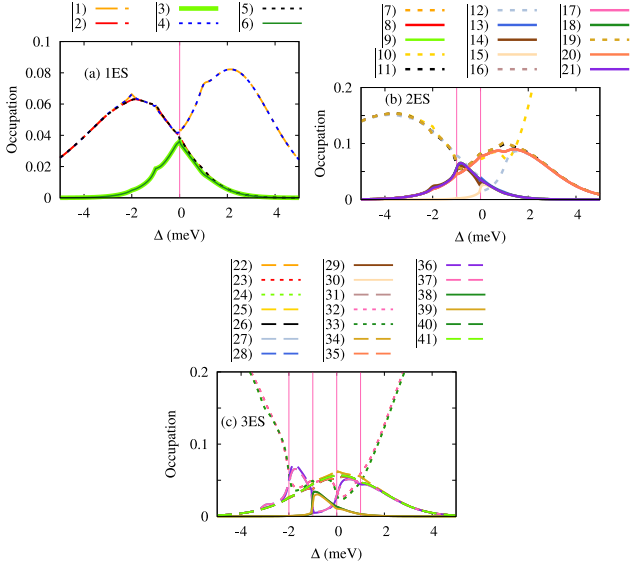 |1) |3) |5)
|2) |4) |6)
0.1
0.08
0.06
0.04
0.02
0
Occupation
(a) 1ES
-4 -2 0 2 4
Δ (meV)
|7) |12) |17)
|8) |13) |18)
|9) |14) |19)
|10) |15) |20)
|11) |16) |21)
0.2
0.1
0
Occupation
(b) 2ES
-4 -2 0 2 4
Δ (meV)
|22) |29) |36)
|23) |30) |37)
|24) |31) |38)
|25) |32) |39)
|26) |33) |40)
|27) |34) |41)
|28) |35)
0.2
0.1
0
Occupation
(c) 3ES
-4 -2 0 2 4
Δ (meV)